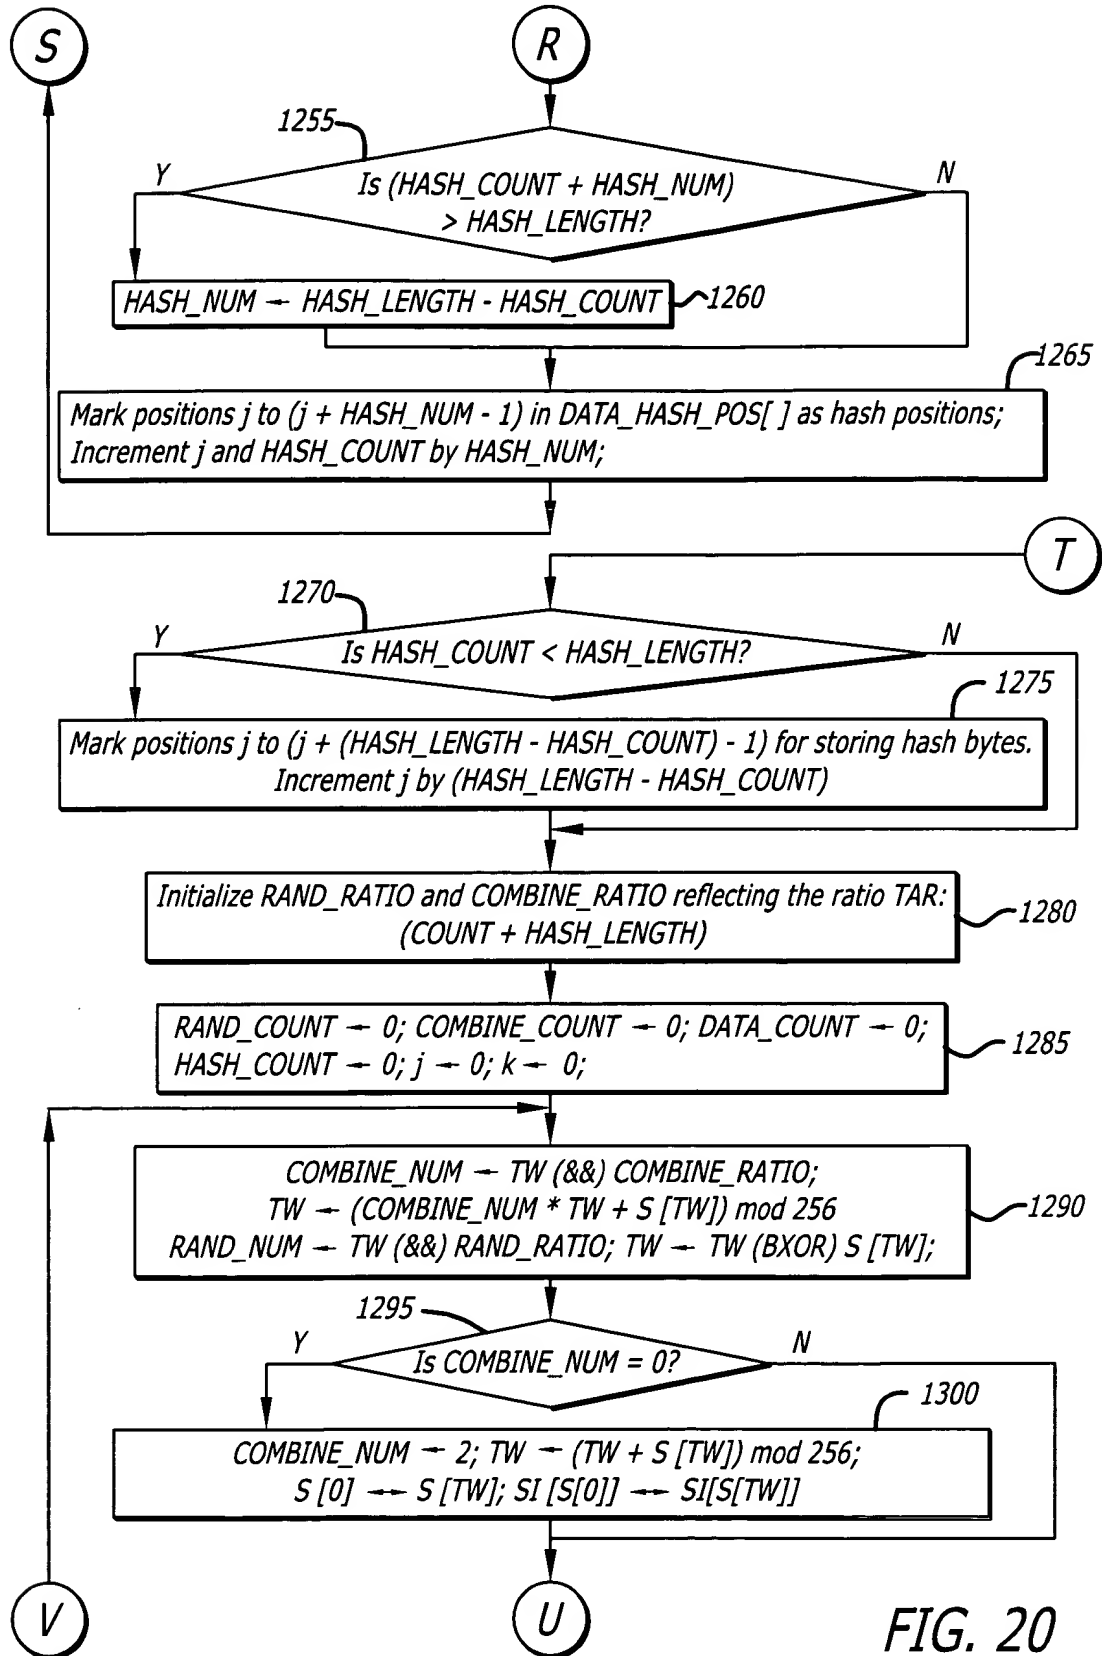 S
R
1255
Y
N
Is (HASH_COUNT + HASH_NUM)
> HASH_LENGTH?
HASH_NUM ← HASH_LENGTH - HASH_COUNT
1260
1265
Mark positions j to (j + HASH_NUM - 1) in DATA_HASH_POS[ ] as hash positions;
Increment j and HASH_COUNT by HASH_NUM;
T
1270
Y
N
Is HASH_COUNT < HASH_LENGTH?
1275
Mark positions j to (j + (HASH_LENGTH - HASH_COUNT) - 1) for storing hash bytes.
Increment j by (HASH_LENGTH - HASH_COUNT)
Initialize RAND_RATIO and COMBINE_RATIO reflecting the ratio TAR:
(COUNT + HASH_LENGTH)
1280
RAND_COUNT ← 0; COMBINE_COUNT ← 0; DATA_COUNT ← 0;
HASH_COUNT ← 0; j ← 0; k ← 0;
1285
COMBINE_NUM ← TW (&&) COMBINE_RATIO;
TW ← (COMBINE_NUM * TW + S [TW]) mod 256
RAND_NUM ← TW (&&) RAND_RATIO; TW ← TW (BXOR) S [TW];
1290
1295
Y
N
Is COMBINE_NUM = 0?
1300
COMBINE_NUM ← 2; TW ← (TW + S [TW]) mod 256;
S [0] ↔ S [TW]; SI [S[0]] ↔ SI[S[TW]]
V
U
FIG. 20